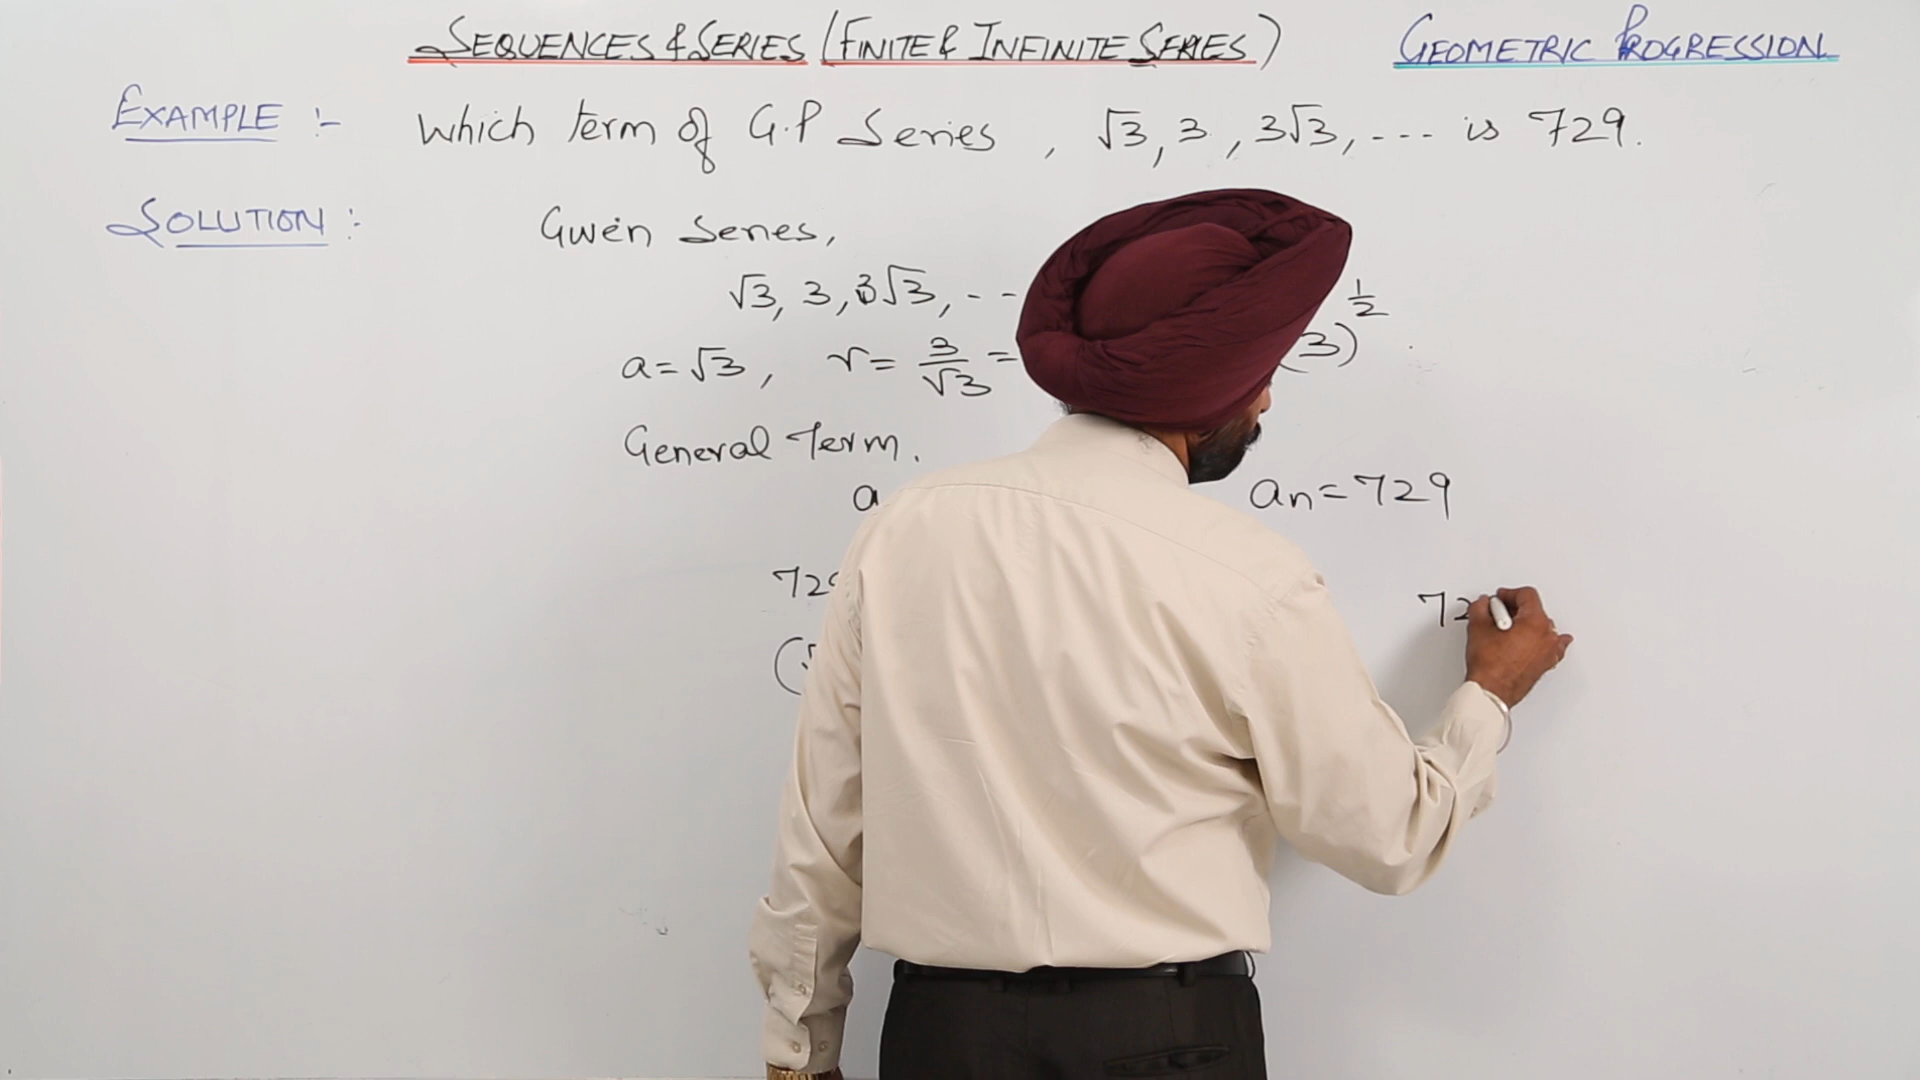 SEQUENCES & SERIES (FINITE & INFINITE SERIES) GEOMETRIC PROGRESSION
EXAMPLE :- Which term of G.P Series, √3, 3, 3√3, --- is 729.
SOLUTION :- Given Series,
√3, 3, 3√3, - -
a = √3, r = 3/√3 = (3)^1/2
General Term.
a an = 729
729 72
(√